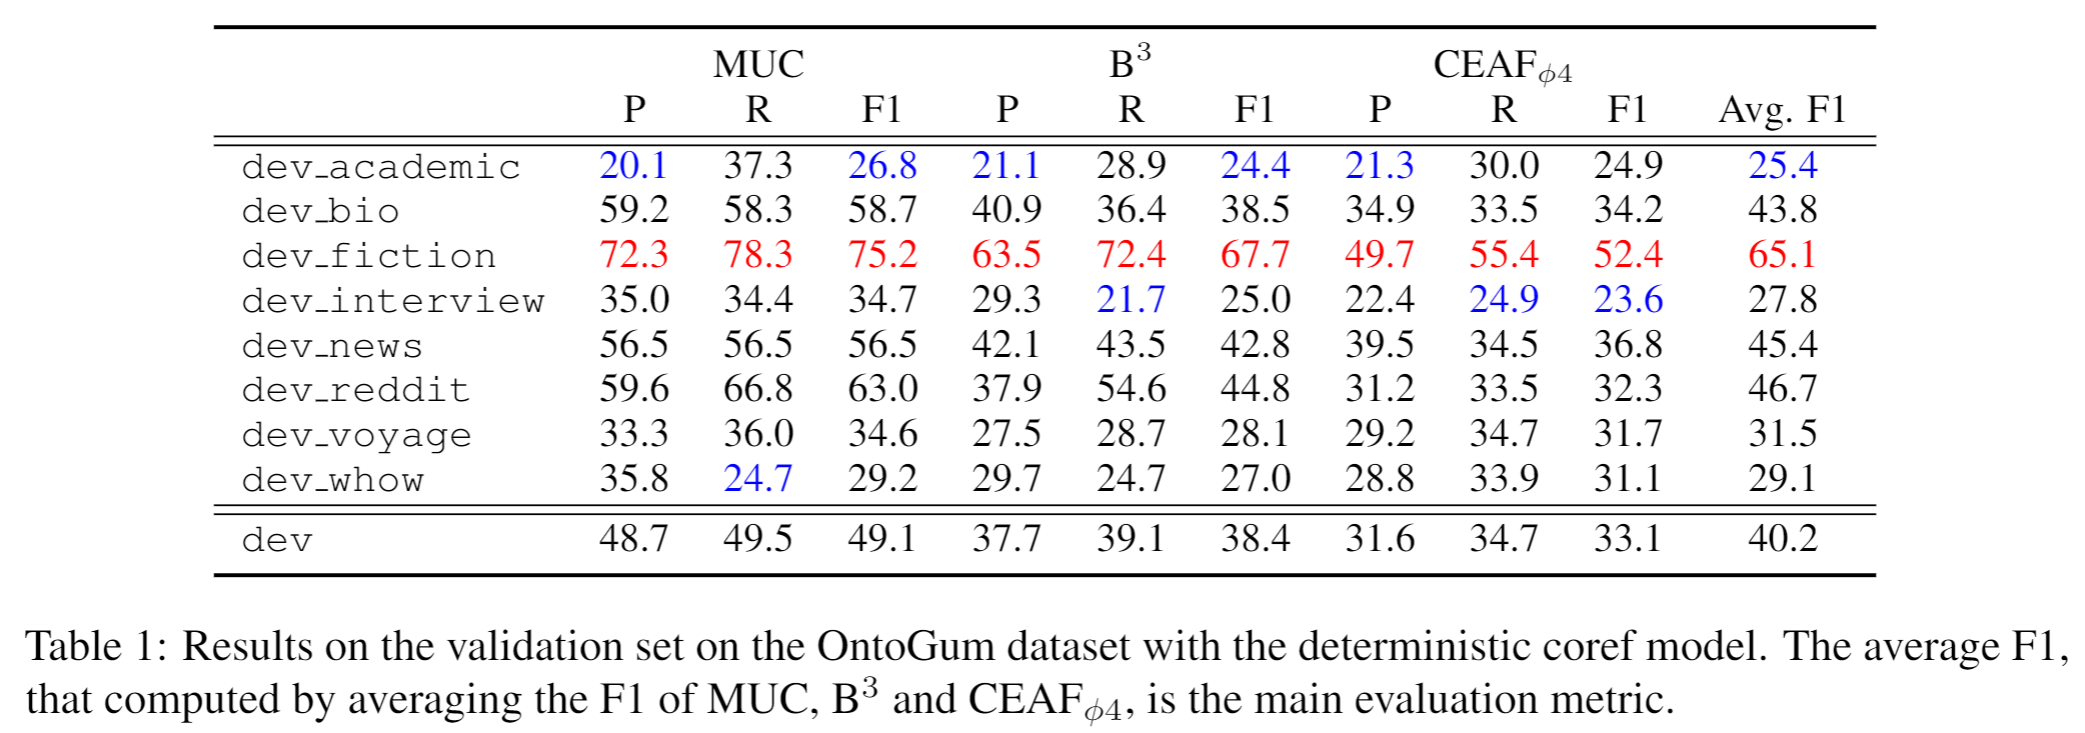 MUC B³ CEAFϕ4
P R F1 P R F1 P R F1 Avg. F1
dev_academic 20.1 37.3 26.8 21.1 28.9 24.4 21.3 30.0 24.9 25.4
dev_bio 59.2 58.3 58.7 40.9 36.4 38.5 34.9 33.5 34.2 43.8
dev_fiction 72.3 78.3 75.2 63.5 72.4 67.7 49.7 55.4 52.4 65.1
dev_interview 35.0 34.4 34.7 29.3 21.7 25.0 22.4 24.9 23.6 27.8
dev_news 56.5 56.5 56.5 42.1 43.5 42.8 39.5 34.5 36.8 45.4
dev_reddit 59.6 66.8 63.0 37.9 54.6 44.8 31.2 33.5 32.3 46.7
dev_voyage 33.3 36.0 34.6 27.5 28.7 28.1 29.2 34.7 31.7 31.5
dev_whow 35.8 24.7 29.2 29.7 24.7 27.0 28.8 33.9 31.1 29.1
dev 48.7 49.5 49.1 37.7 39.1 38.4 31.6 34.7 33.1 40.2
Table 1: Results on the validation set on the OntoGum dataset with the deterministic coref model. The average F1,
that computed by averaging the F1 of MUC, B³ and CEAFϕ4, is the main evaluation metric.